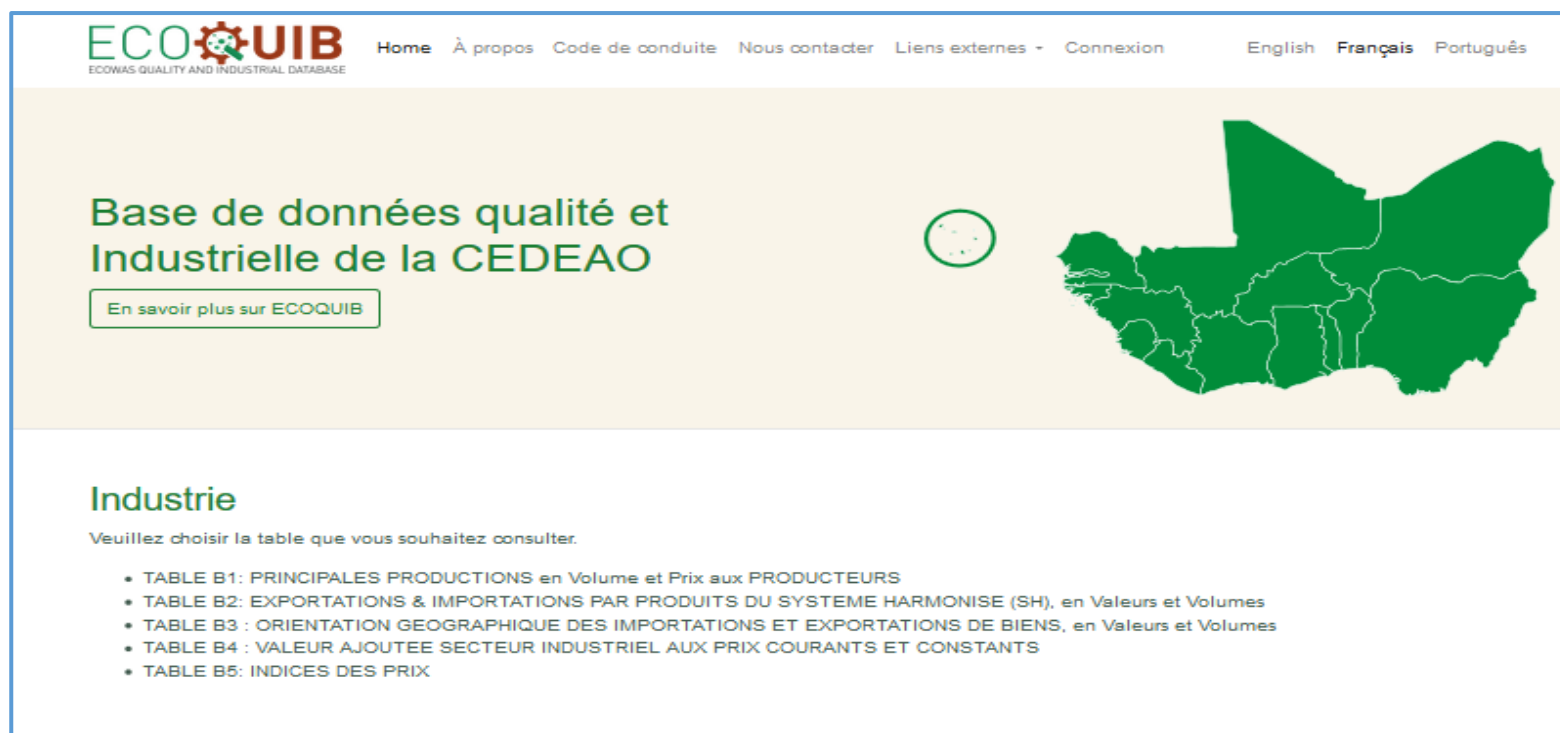 ECOQUIB
ECOWAS QUALITY AND INDUSTRIAL DATABASE
Home À propos Code de conduite Nous contacter Liens externes Connexion English Français Português
Base de données qualité et
Industrielle de la CEDEAO
En savoir plus sur ECOQUIB
Industrie
Veuillez choisir la table que vous souhaitez consulter.
• TABLE B1: PRINCIPALES PRODUCTIONS en Volume et Prix aux PRODUCTEURS
• TABLE B2: EXPORTATIONS & IMPORTATIONS PAR PRODUITS DU SYSTEME HARMONISE (SH), en Valeurs et Volumes
• TABLE B3 : ORIENTATION GEOGRAPHIQUE DES IMPORTATIONS ET EXPORTATIONS DE BIENS, en Valeurs et Volumes
• TABLE B4 : VALEUR AJOUTEE SECTEUR INDUSTRIEL AUX PRIX COURANTS ET CONSTANTS
• TABLE B5: INDICES DES PRIX